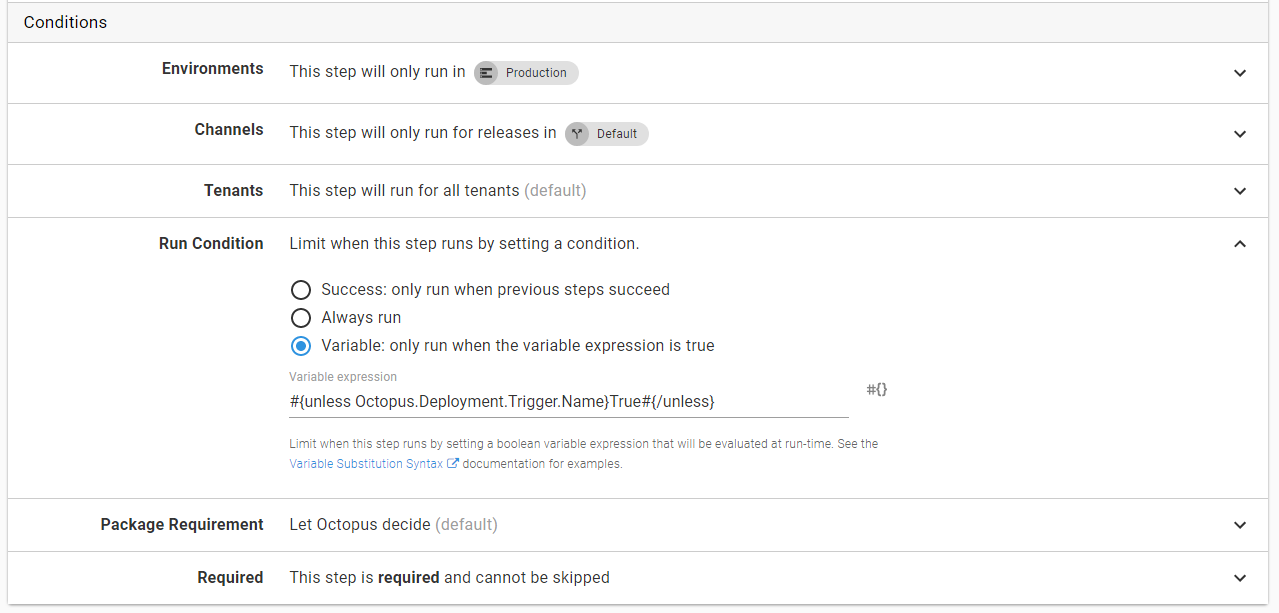 Conditions
Environments This step will only run in Production
Channels This step will only run for releases in Default
Tenants This step will run for all tenants (default)
Run Condition Limit when this step runs by setting a condition.
Success: only run when previous steps succeed
Always run
Variable: only run when the variable expression is true
Variable expression
#{unless Octopus.Deployment.Trigger.Name}True#{/unless}
#{}
Limit when this step runs by setting a boolean variable expression that will be evaluated at run-time. See the
Variable Substitution Syntax documentation for examples.
Package Requirement Let Octopus decide (default)
Required This step is required and cannot be skipped